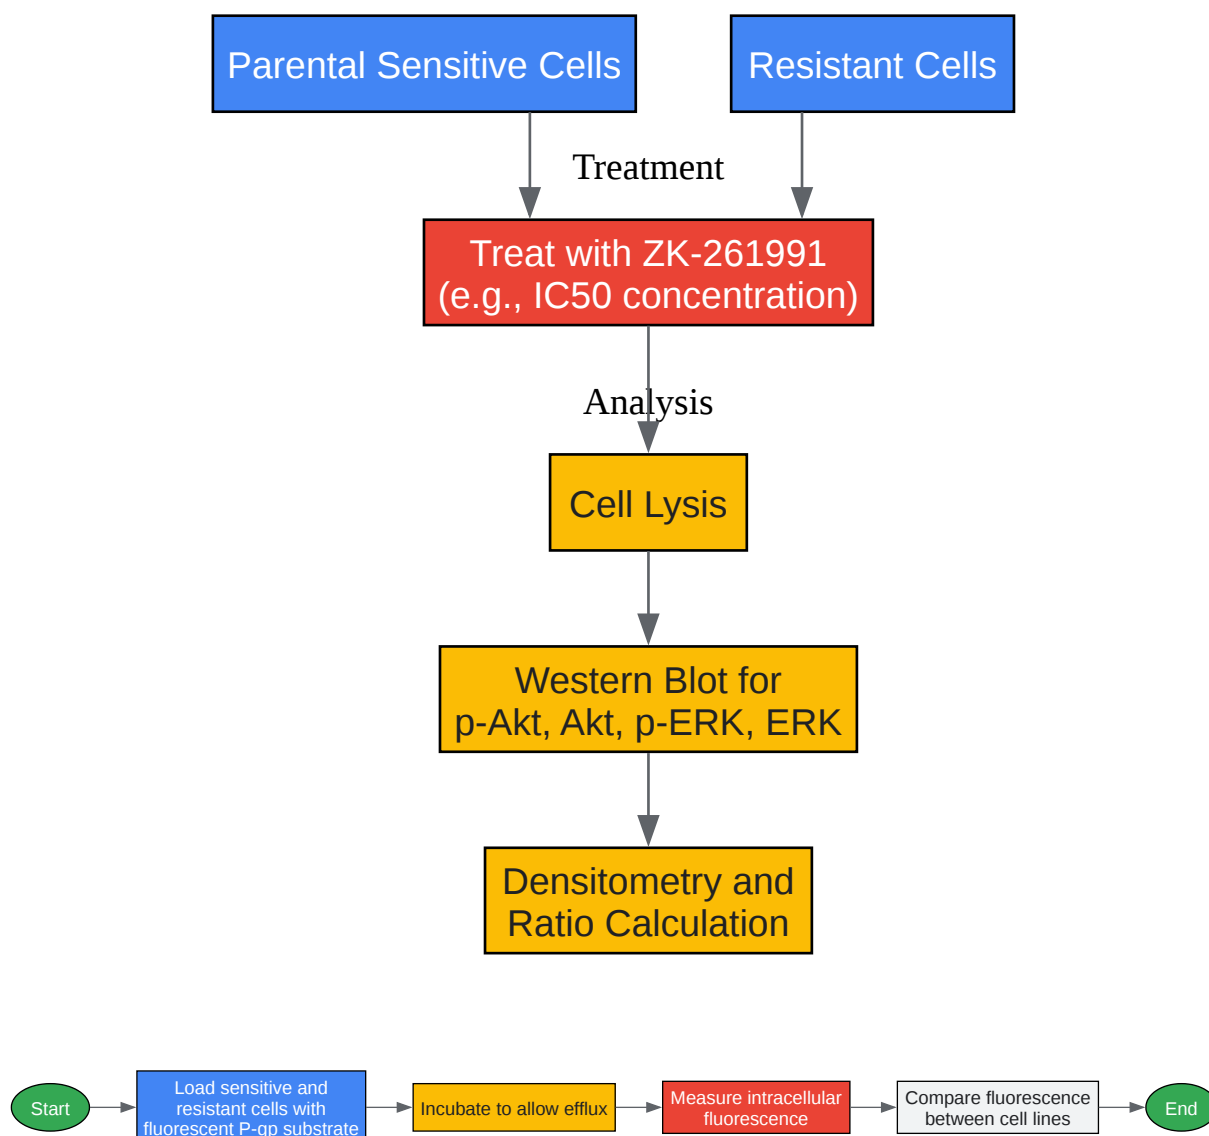 Parental Sensitive Cells
Resistant Cells
Treatment
Treat with ZK-261991
(e.g., IC50 concentration)
Analysis
Cell Lysis
Western Blot for
p-Akt, Akt, p-ERK, ERK
Densitometry and
Ratio Calculation
Start
Load sensitive and
resistant cells with
fluorescent P-gp substrate
Incubate to allow efflux
Measure intracellular
fluorescence
Compare fluorescence
between cell lines
End